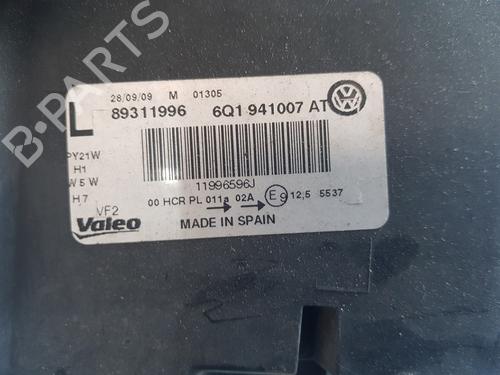 B-PARTS
28/09/09 M 01305
L 89311996 6Q1 941007 AT
PY21W
H1
W5W
H7
11996596J
00 HCR PL 011a 02A E9 12,5 5537
VF2
Valeo
MADE IN SPAIN